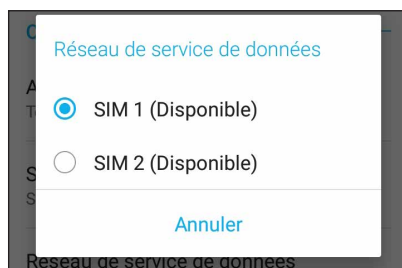 Réseau de service de données
SIM 1 (Disponible)
SIM 2 (Disponible)
Annuler
Réseau de service de données